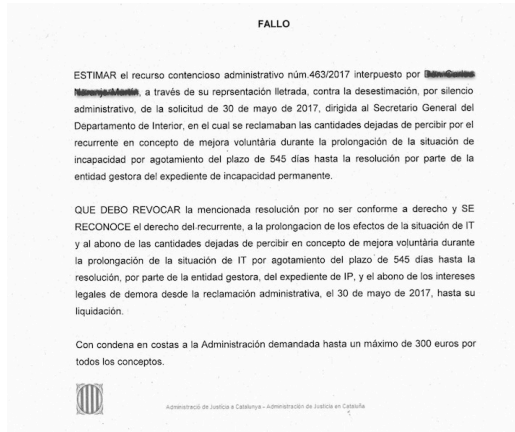 FALLO
ESTIMAR el recurso contencioso administrativo núm.463/2017 interpuesto por
, a través de su reprsentación lletrada, contra la desestimación, por silencio
administrativo, de la solicitud de 30 de mayo de 2017, dirigida al Secretario General del
Departamento de Interior, en el cual se reclamaban las cantidades dejadas de percibir por el
recurrente en concepto de mejora voluntària durante la prolongación de la situación de
incapacidad por agotamiento del plazo de 545 días hasta la resolución por parte de la
entidad gestora del expediente de incapacidad permanente.
QUE DEBO REVOCAR la mencionada resolución por no ser conforme a derecho y SE
RECONOCE el derecho del recurrente, a la prolongacion de los efectos de la situación de IT
y al abono de las cantidades dejadas de percibir en concepto de mejora voluntària durante
la prolongación de la situación de IT por agotamiento del plazo de 545 días hasta la
resolución, por parte de la entidad gestora, del expediente de IP, y el abono de los intereses
legales de demora desde la reclamación administrativa, el 30 de mayo de 2017, hasta su
liquidación.
Con condena en costas a la Administración demandada hasta un máximo de 300 euros por
todos los conceptos.
Administració de Justícia a Catalunya - Administración de Justicia en Cataluña